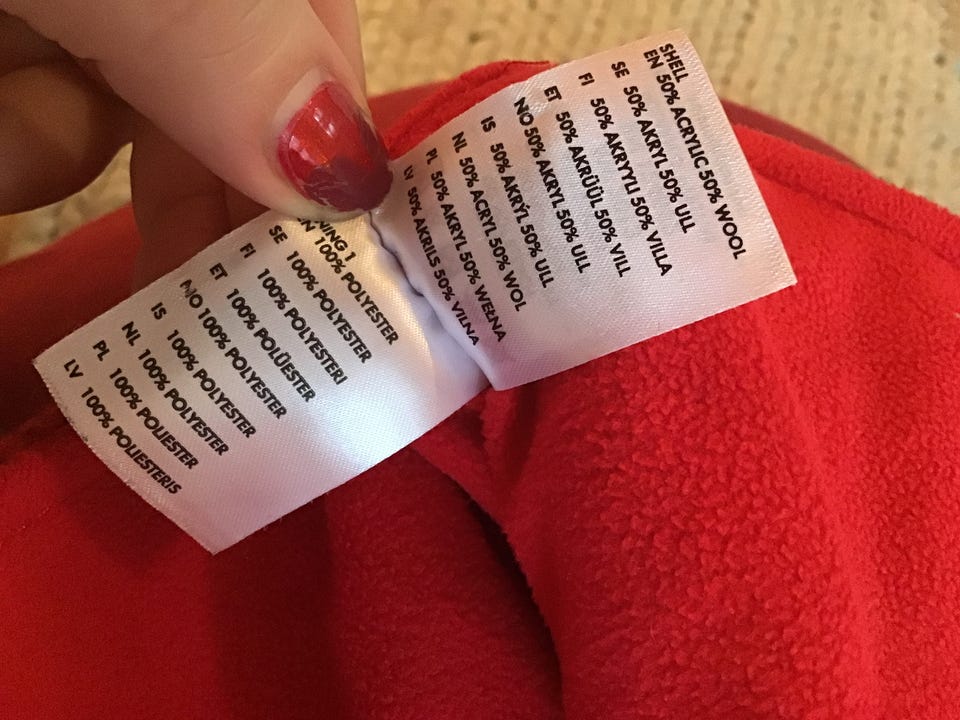 SHELL
EN 50% ACRYLIC 50% WOOL
SE 50% AKRYL 50% ULL
FI 50% AKRYYLI 50% VILLA
ET 50% AKRÜÜL 50% VILL
NO 50% AKRYL 50% ULL
IS 50% AKRÝL 50% ULL
NL 50% ACRYL 50% WOL
PL 50% AKRYL 50% WEŁNA
LV 50% AKRILS 50% VILNA
NING 1
EN 100% POLYESTER
SE 100% POLYESTER
FI 100% POLYESTERI
ET 100% POLÜESTER
NO 100% POLYESTER
IS 100% POLYESTER
NL 100% POLYESTER
PL 100% POLIESTER
LV 100% POLIESTERIS